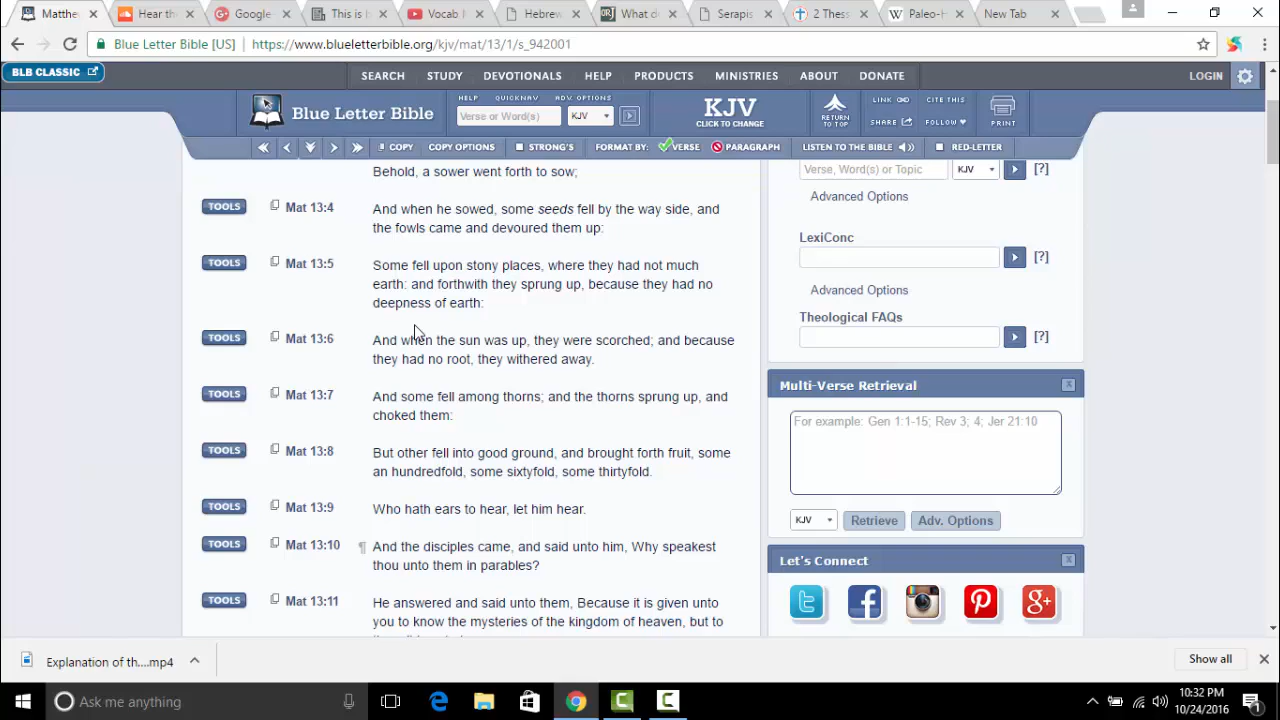 Matthe
Hear th
Google
This is b
Vocab
Hebrew
What do
Serapis
2 Thess
Paleo-H
New Tab
Blue Letter Bible [US]
https://www.blueletterbible.org/kjv/mat/13/1/s_942001
BLB CLASSIC
SEARCH STUDY DEVOTIONALS HELP PRODUCTS MINISTRIES ABOUT DONATE
LOGIN
Blue Letter Bible
HELP QUICKNAV ADV. OPTIONS
Verse or Word(s) KJV
KJV
CLICK TO CHANGE
RETURN
TO TOP
LINK CITE THIS
SHARE FOLLOW
PRINT
COPY COPY OPTIONS STRONG'S FORMAT BY: VERSE PARAGRAPH LISTEN TO THE BIBLE RED-LETTER
Behold, a sower went forth to sow;
TOOLS Mat 13:4 And when he sowed, some seeds fell by the way side, and
the fowls came and devoured them up:
TOOLS Mat 13:5 Some fell upon stony places, where they had not much
earth: and forthwith they sprung up, because they had no
deepness of earth:
TOOLS Mat 13:6 And when the sun was up, they were scorched; and because
they had no root, they withered away.
TOOLS Mat 13:7 And some fell among thorns; and the thorns sprung up, and
choked them:
TOOLS Mat 13:8 But other fell into good ground, and brought forth fruit, some
an hundredfold, some sixtyfold, some thirtyfold.
TOOLS Mat 13:9 Who hath ears to hear, let him hear.
TOOLS Mat 13:10 ¶ And the disciples came, and said unto him, Why speakest
thou unto them in parables?
TOOLS Mat 13:11 He answered and said unto them, Because it is given unto
you to know the mysteries of the kingdom of heaven, but to
Verse, Word(s) or Topic KJV [?]
Advanced Options
LexiConc
[?]
Advanced Options
Theological FAQs
[?]
Multi-Verse Retrieval
For example: Gen 1:1-15; Rev 3; 4; Jer 21:10
KJV Retrieve Adv. Options
Let's Connect
Explanation of th....mp4
Show all
Ask me anything
10:32 PM
10/24/2016